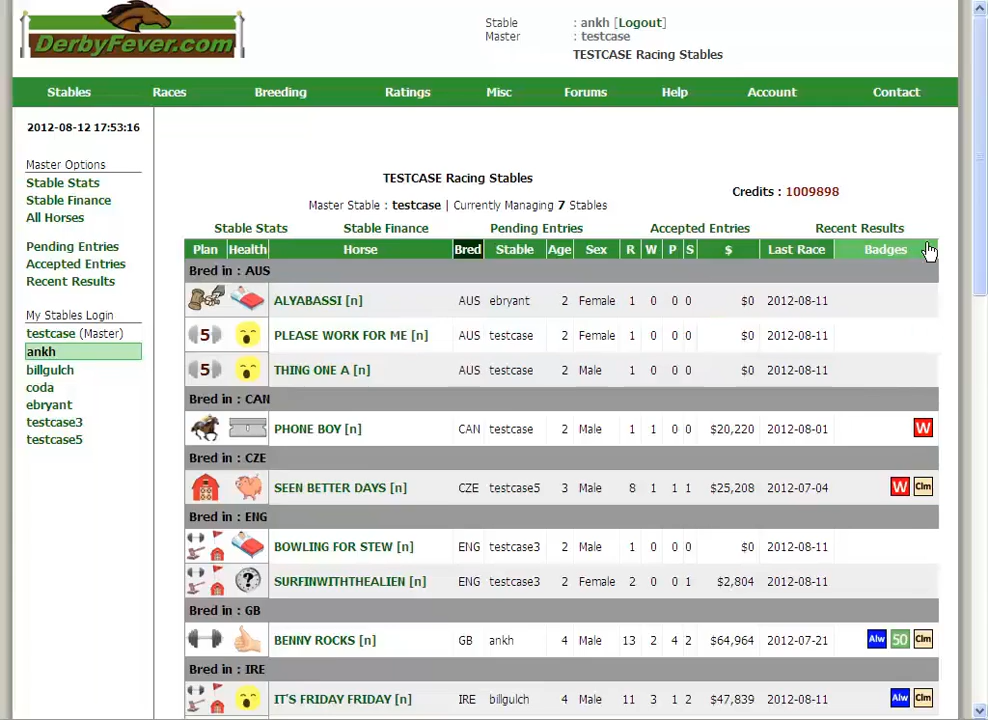 DerbyFever.com
Stable : ankh [Logout]
Master : testcase
TESTCASE Racing Stables
Stables Races Breeding Ratings Misc Forums Help Account Contact
2012-08-12 17:53:16
Master Options
Stable Stats
Stable Finance
All Horses
Pending Entries
Accepted Entries
Recent Results
My Stables Login
testcase (Master)
ankh
billgulch
coda
ebryant
testcase3
testcase5
TESTCASE Racing Stables
Credits : 1009898
Master Stable : testcase | Currently Managing 7 Stables
Stable Stats Stable Finance Pending Entries Accepted Entries Recent Results
Plan Health Horse Bred Stable Age Sex R W P S $ Last Race Badges
Bred in : AUS
ALYABASSI [n] AUS ebryant 2 Female 1 0 0 0 $0 2012-08-11
5 PLEASE WORK FOR ME [n] AUS testcase 2 Female 1 0 0 0 $0 2012-08-11
5 THING ONE A [n] AUS testcase 2 Male 1 0 0 0 $0 2012-08-11
Bred in : CAN
PHONE BOY [n] CAN testcase 2 Male 1 1 0 0 $20,220 2012-08-01 W
Bred in : CZE
SEEN BETTER DAYS [n] CZE testcase5 3 Male 8 1 1 1 $25,208 2012-07-04 W Clm
Bred in : ENG
BOWLING FOR STEW [n] ENG testcase3 2 Male 1 0 0 0 $0 2012-08-11
? SURFINWITHTHEALIEN [n] ENG testcase3 2 Female 2 0 0 1 $2,804 2012-08-11
Bred in : GB
BENNY ROCKS [n] GB ankh 4 Male 13 2 4 2 $64,964 2012-07-21 Alw 50 Clm
Bred in : IRE
IT'S FRIDAY FRIDAY [n] IRE billgulch 4 Male 11 3 1 2 $47,839 2012-08-11 Alw Clm